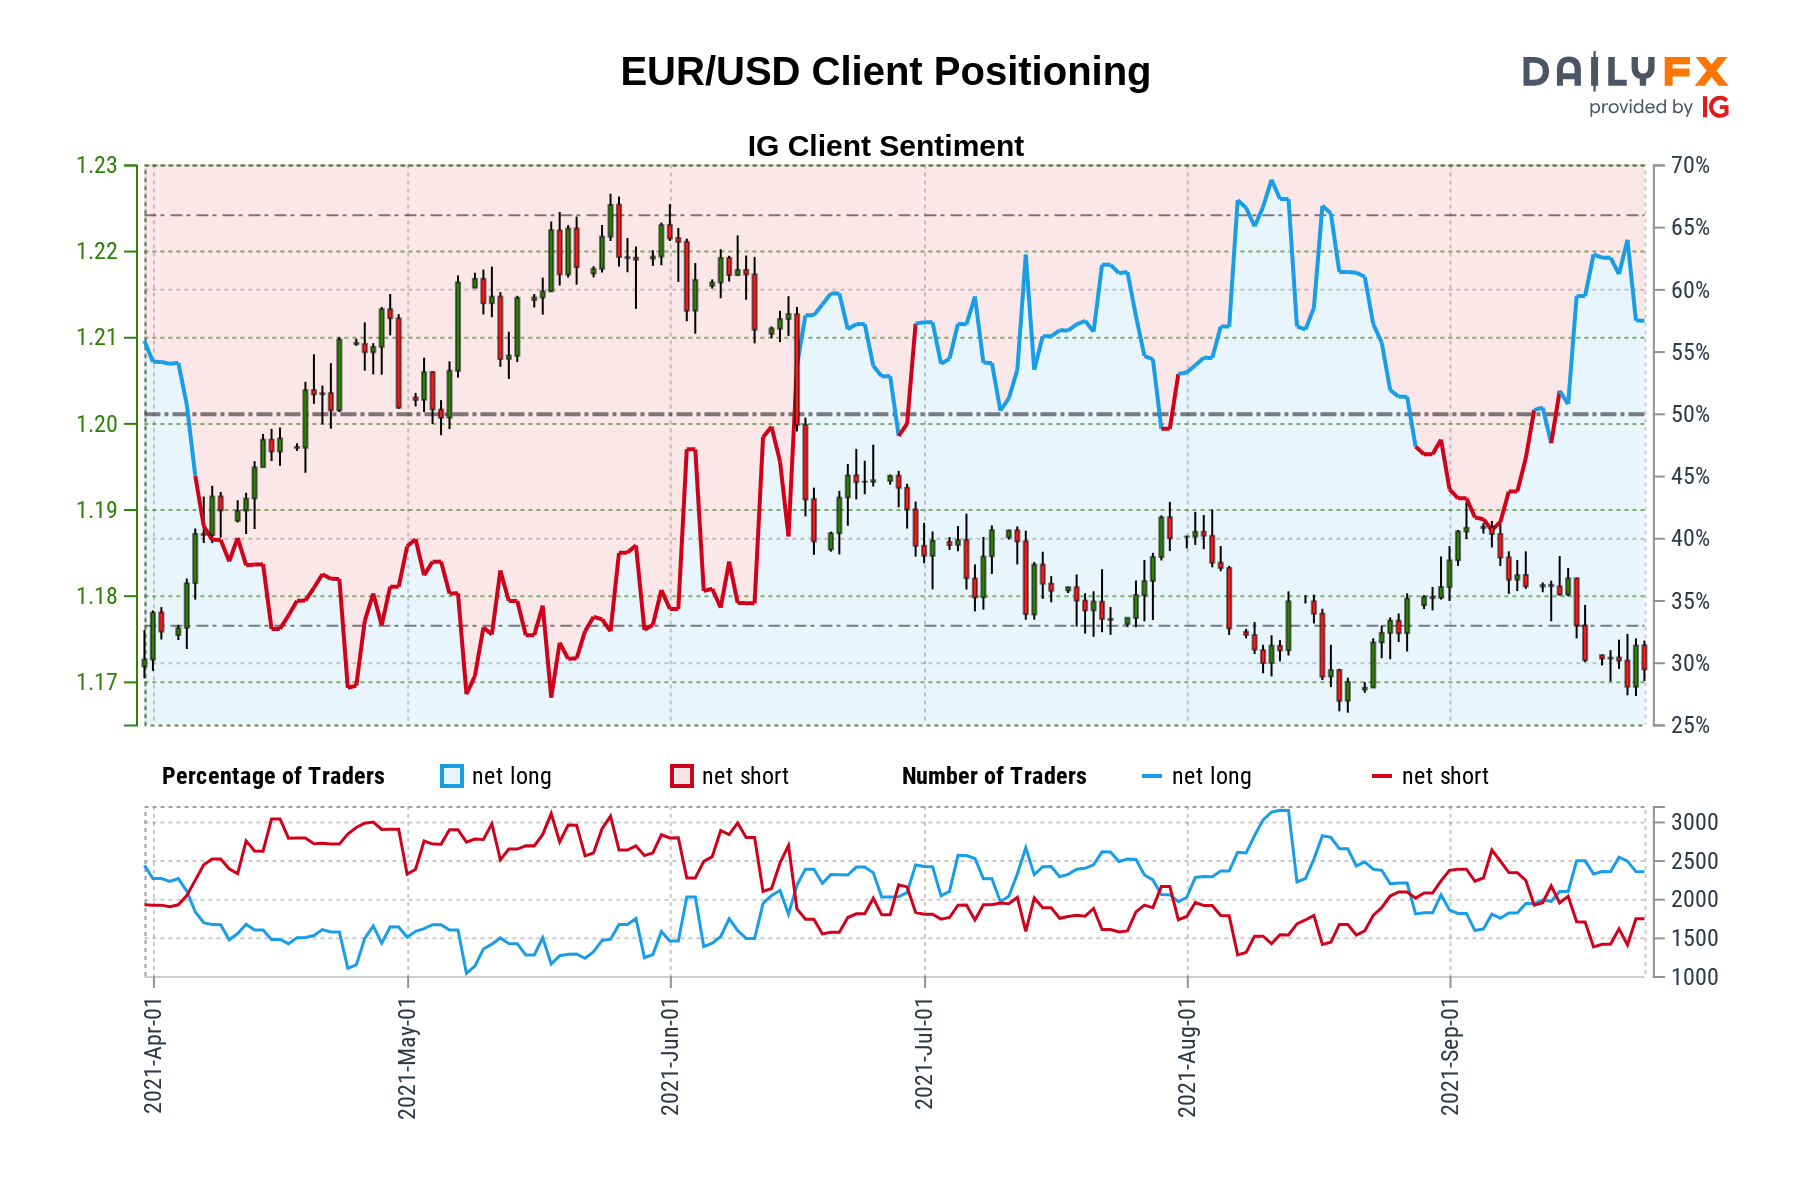 EUR/USD Client Positioning
DAILYFX
provided by IG
IG Client Sentiment
1.23
1.22
1.21
1.20
1.19
1.18
1.17
70%
65%
60%
55%
50%
45%
40%
35%
30%
25%
Percentage of Traders net long net short Number of Traders net long net short
3000
2500
2000
1500
1000
2021-Apr-01
2021-May-01
2021-Jun-01
2021-Jul-01
2021-Aug-01
2021-Sep-01